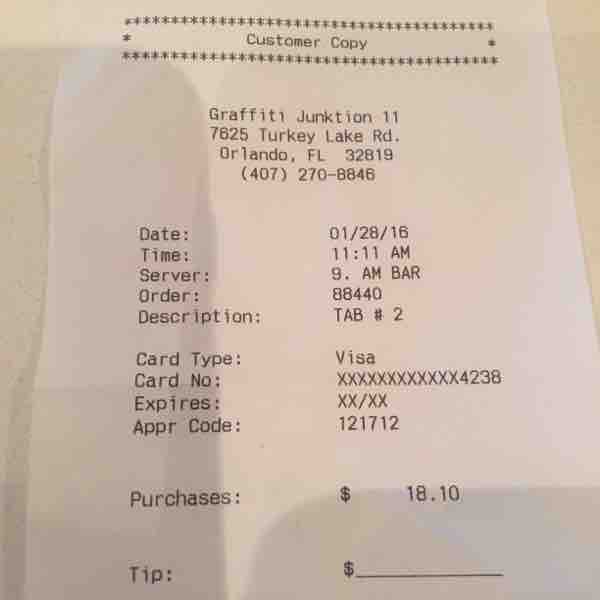 ****************************************
* Customer Copy *
****************************************
Graffiti Junktion 11
7625 Turkey Lake Rd.
Orlando, FL 32819
(407) 270-8846
Date: 01/28/16
Time: 11:11 AM
Server: 9. AM BAR
Order: 88440
Description: TAB # 2
Card Type: Visa
Card No: XXXXXXXXXXXX4238
Expires: XX/XX
Appr Code: 121712
Purchases: $ 18.10
Tip: $____________